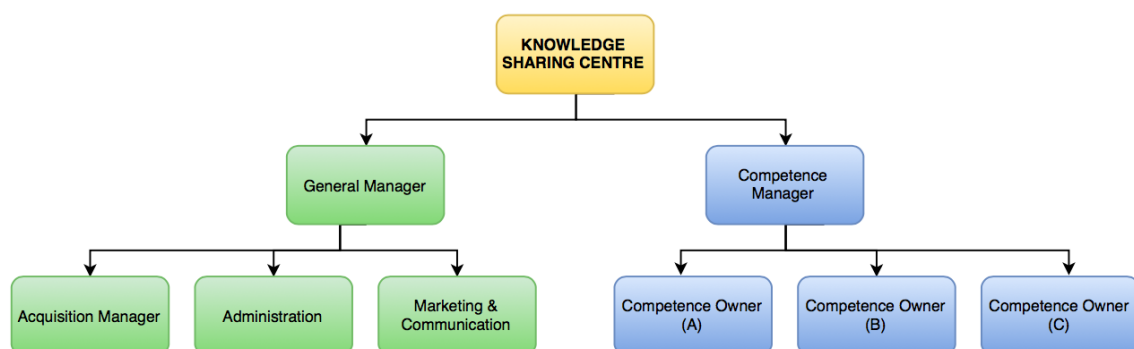 KNOWLEDGE
SHARING CENTRE
General Manager
Competence
Manager
Acquisition Manager
Administration
Marketing &
Communication
Competence Owner
(A)
Competence Owner
(B)
Competence Owner
(C)